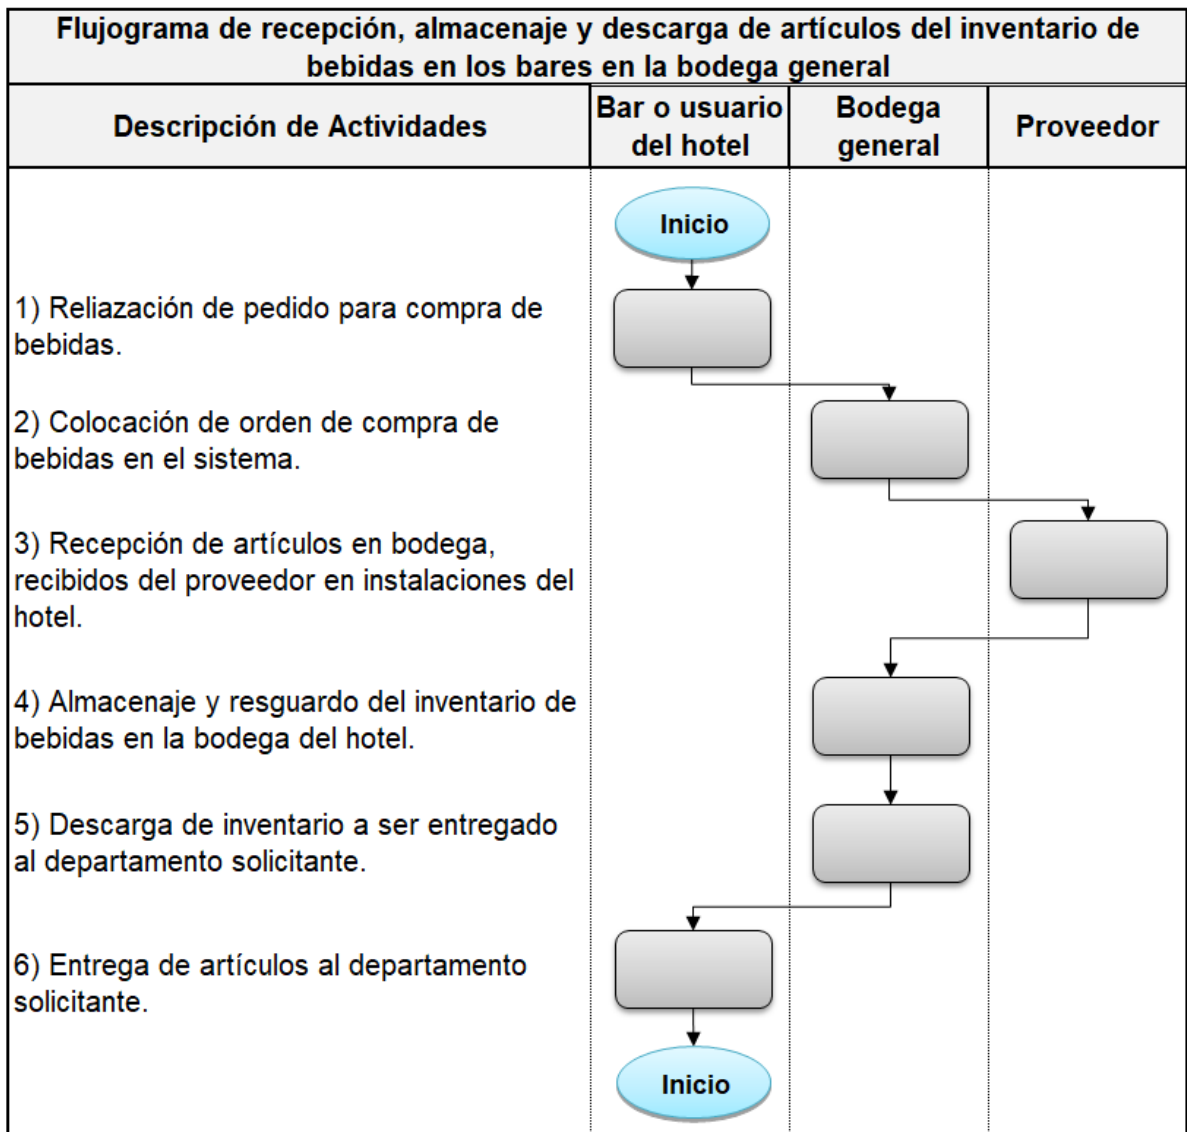 Flujograma de recepción, almacenaje y descarga de artículos del inventario de
bebidas en los bares en la bodega general
Descripción de Actividades
Bar o usuario
del hotel
Bodega
general
Proveedor
Inicio
1) Reliazación de pedido para compra de
bebidas.
2) Colocación de orden de compra de
bebidas en el sistema.
3) Recepción de artículos en bodega,
recibidos del proveedor en instalaciones del
hotel.
4) Almacenaje y resguardo del inventario de
bebidas en la bodega del hotel.
5) Descarga de inventario a ser entregado
al departamento solicitante.
6) Entrega de artículos al departamento
solicitante.
Inicio